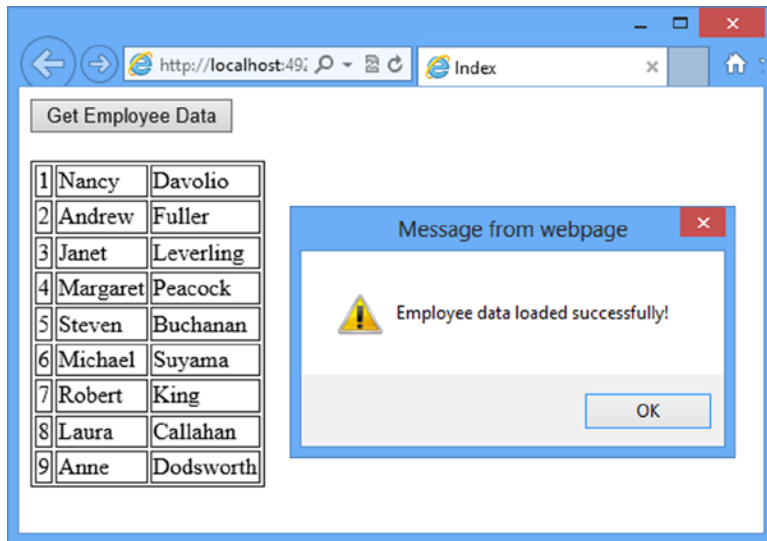 http://localhost:492
Index
Get Employee Data
1 Nancy Davolio
2 Andrew Fuller
3 Janet Leverling
4 Margaret Peacock
5 Steven Buchanan
6 Michael Suyama
7 Robert King
8 Laura Callahan
9 Anne Dodsworth
Message from webpage
Employee data loaded successfully!
OK